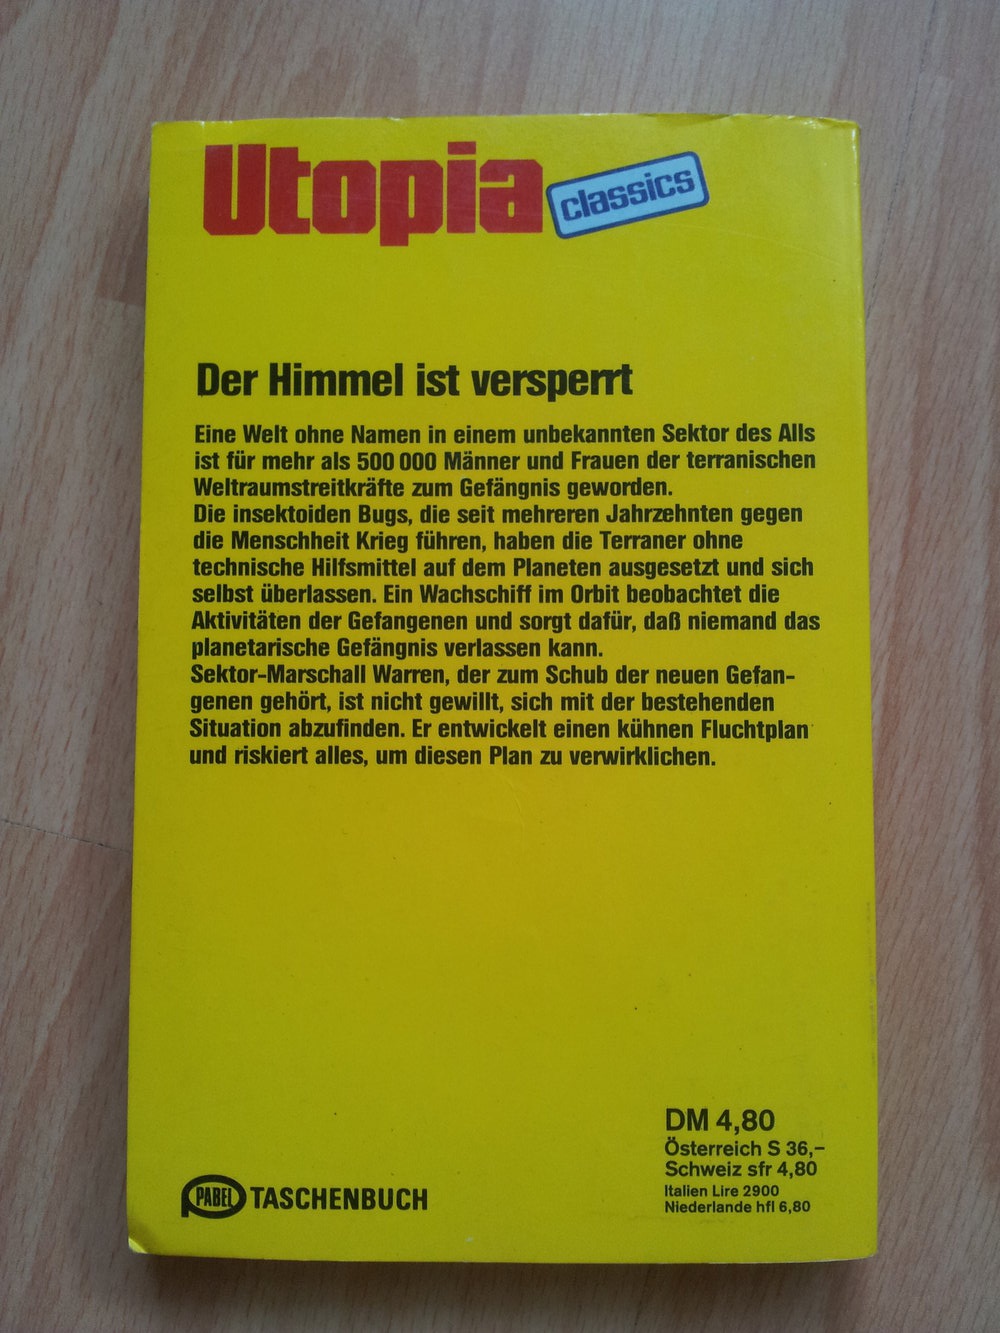 Utopia classics
Der Himmel ist versperrt
Eine Welt ohne Namen in einem unbekannten Sektor des Alls
ist für mehr als 500 000 Männer und Frauen der terranischen
Weltraumstreitkräfte zum Gefängnis geworden.
Die insektoiden Bugs, die seit mehreren Jahrzehnten gegen
die Menschheit Krieg führen, haben die Terraner ohne
technische Hilfsmittel auf dem Planeten ausgesetzt und sich
selbst überlassen. Ein Wachschiff im Orbit beobachtet die
Aktivitäten der Gefangenen und sorgt dafür, daß niemand das
planetarische Gefängnis verlassen kann.
Sektor-Marschall Warren, der zum Schub der neuen Gefan-
genen gehört, ist nicht gewillt, sich mit der bestehenden
Situation abzufinden. Er entwickelt einen kühnen Fluchtplan
und riskiert alles, um diesen Plan zu verwirklichen.
DM 4,80
Österreich S 36,–
Schweiz sfr 4,80
Italien Lire 2900
Niederlande hfl 6,80
PABEL TASCHENBUCH